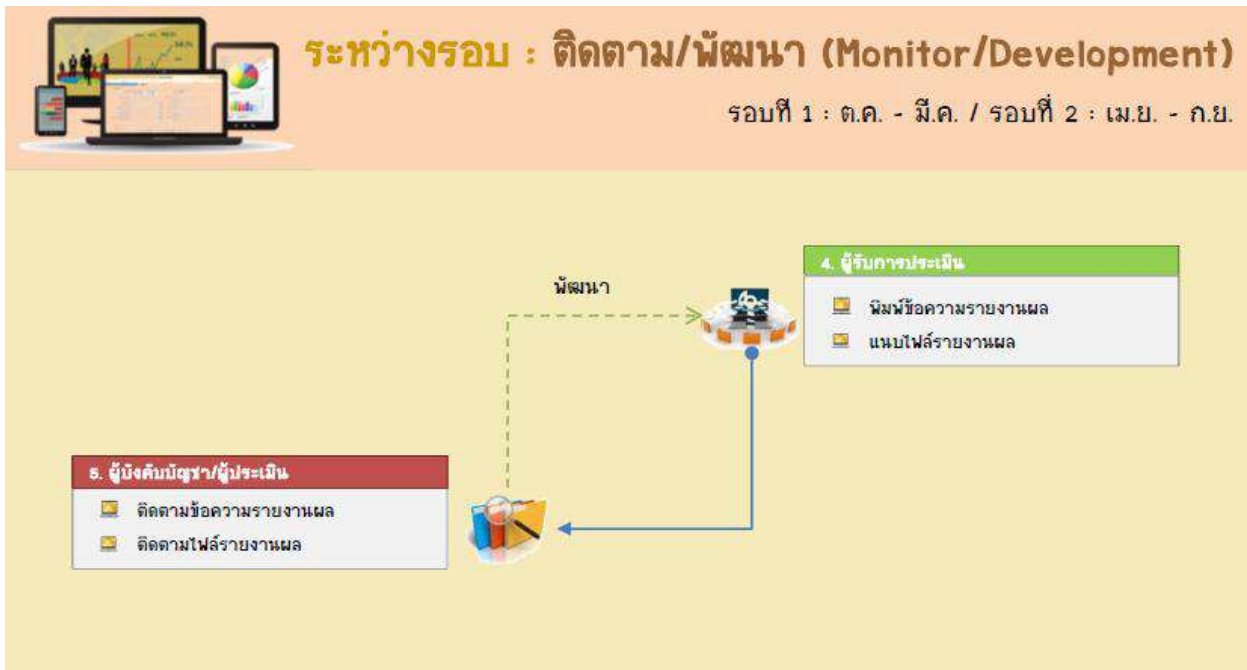 ระหว่างรอบ : ติดตาม/พัฒนา (Monitor/Development)
รอบที่ 1 : ต.ค. - มี.ค. / รอบที่ 2 : เม.ย. - ก.ย.
พัฒนา
4. ผู้รับการประเมิน
พิมพ์ข้อความรายงานผล
แนบไฟล์รายงานผล
5. ผู้บังคับบัญชา/ผู้ประเมิน
ติดตามข้อความรายงานผล
ติดตามไฟล์รายงานผล